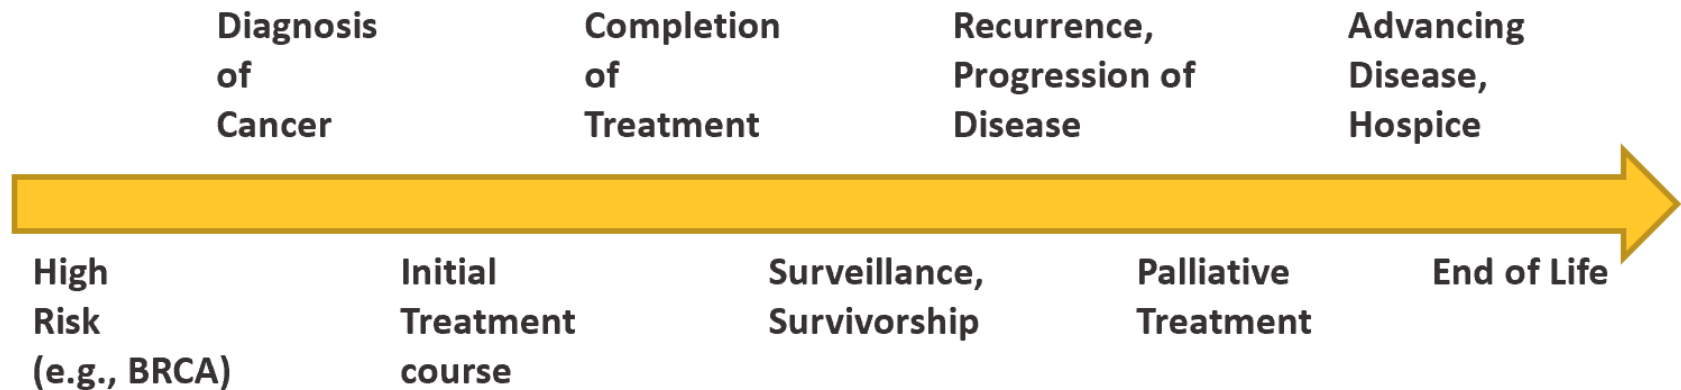 Diagnosis
of
Cancer
Completion
of
Treatment
Recurrence,
Progression of
Disease
Advancing
Disease,
Hospice
High
Risk
(e.g., BRCA)
Initial
Treatment
course
Surveillance,
Survivorship
Palliative
Treatment
End of Life